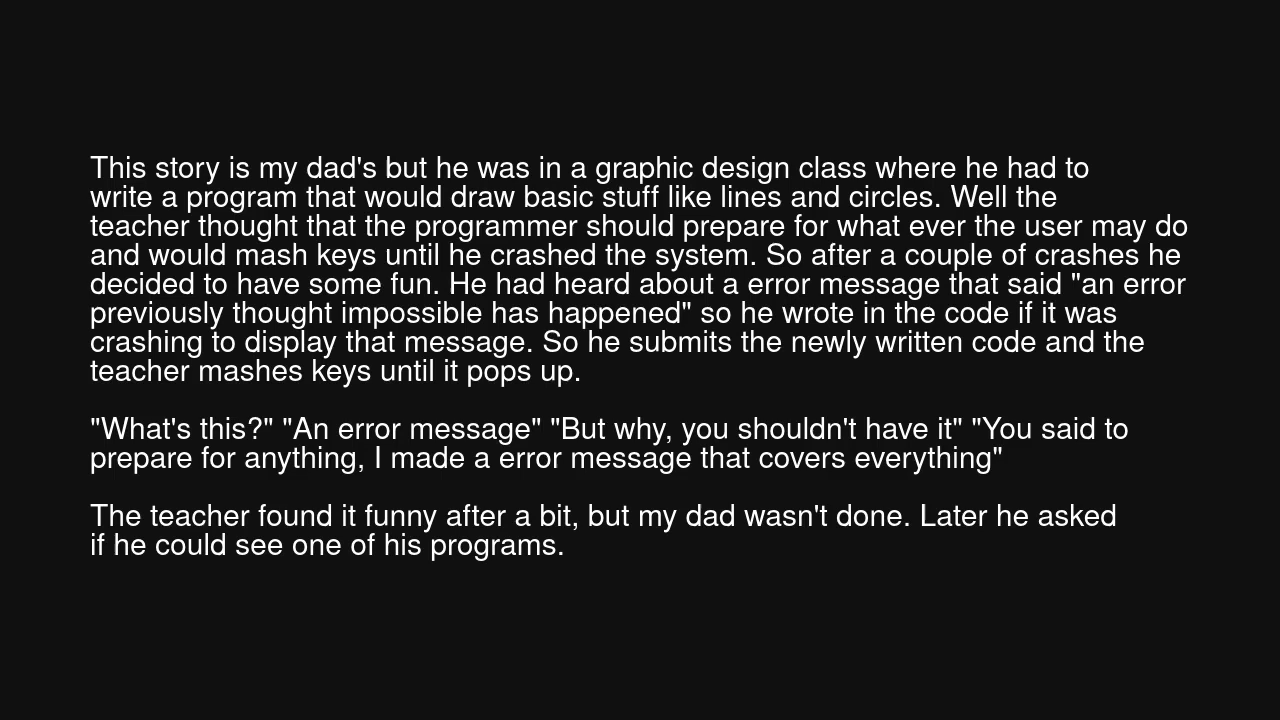 This story is my dad's but he was in a graphic design class where he had to
write a program that would draw basic stuff like lines and circles. Well the
teacher thought that the programmer should prepare for what ever the user may do
and would mash keys until he crashed the system. So after a couple of crashes he
decided to have some fun. He had heard about a error message that said "an error
previously thought impossible has happened" so he wrote in the code if it was
crashing to display that message. So he submits the newly written code and the
teacher mashes keys until it pops up.

"What's this?" "An error message" "But why, you shouldn't have it" "You said to
prepare for anything, I made a error message that covers everything"

The teacher found it funny after a bit, but my dad wasn't done. Later he asked
if he could see one of his programs.